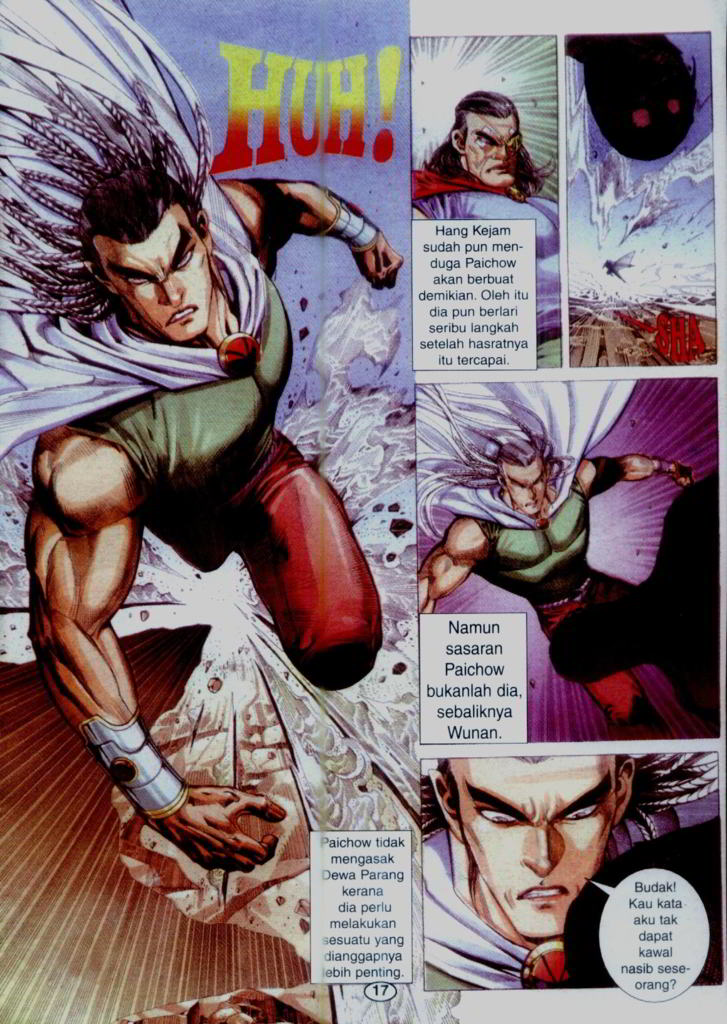 HUH!
Hang Kejam
sudah pun men-
duga Paichow
akan berbuat
demikian. Oleh itu
dia pun berlari
seribu langkah
setelah hasratnya
itu tercapai.
SHA
Namun
sasaran
Paichow
bukanlah dia,
sebaliknya
Wunan.
Paichow tidak
mengasak
Dewa Parang
kerana
dia perlu
melakukan
sesuatu yang
dianggapnya
lebih penting.
Budak!
Kau kata
aku tak
dapat
kawal
nasib sese-
orang?
17